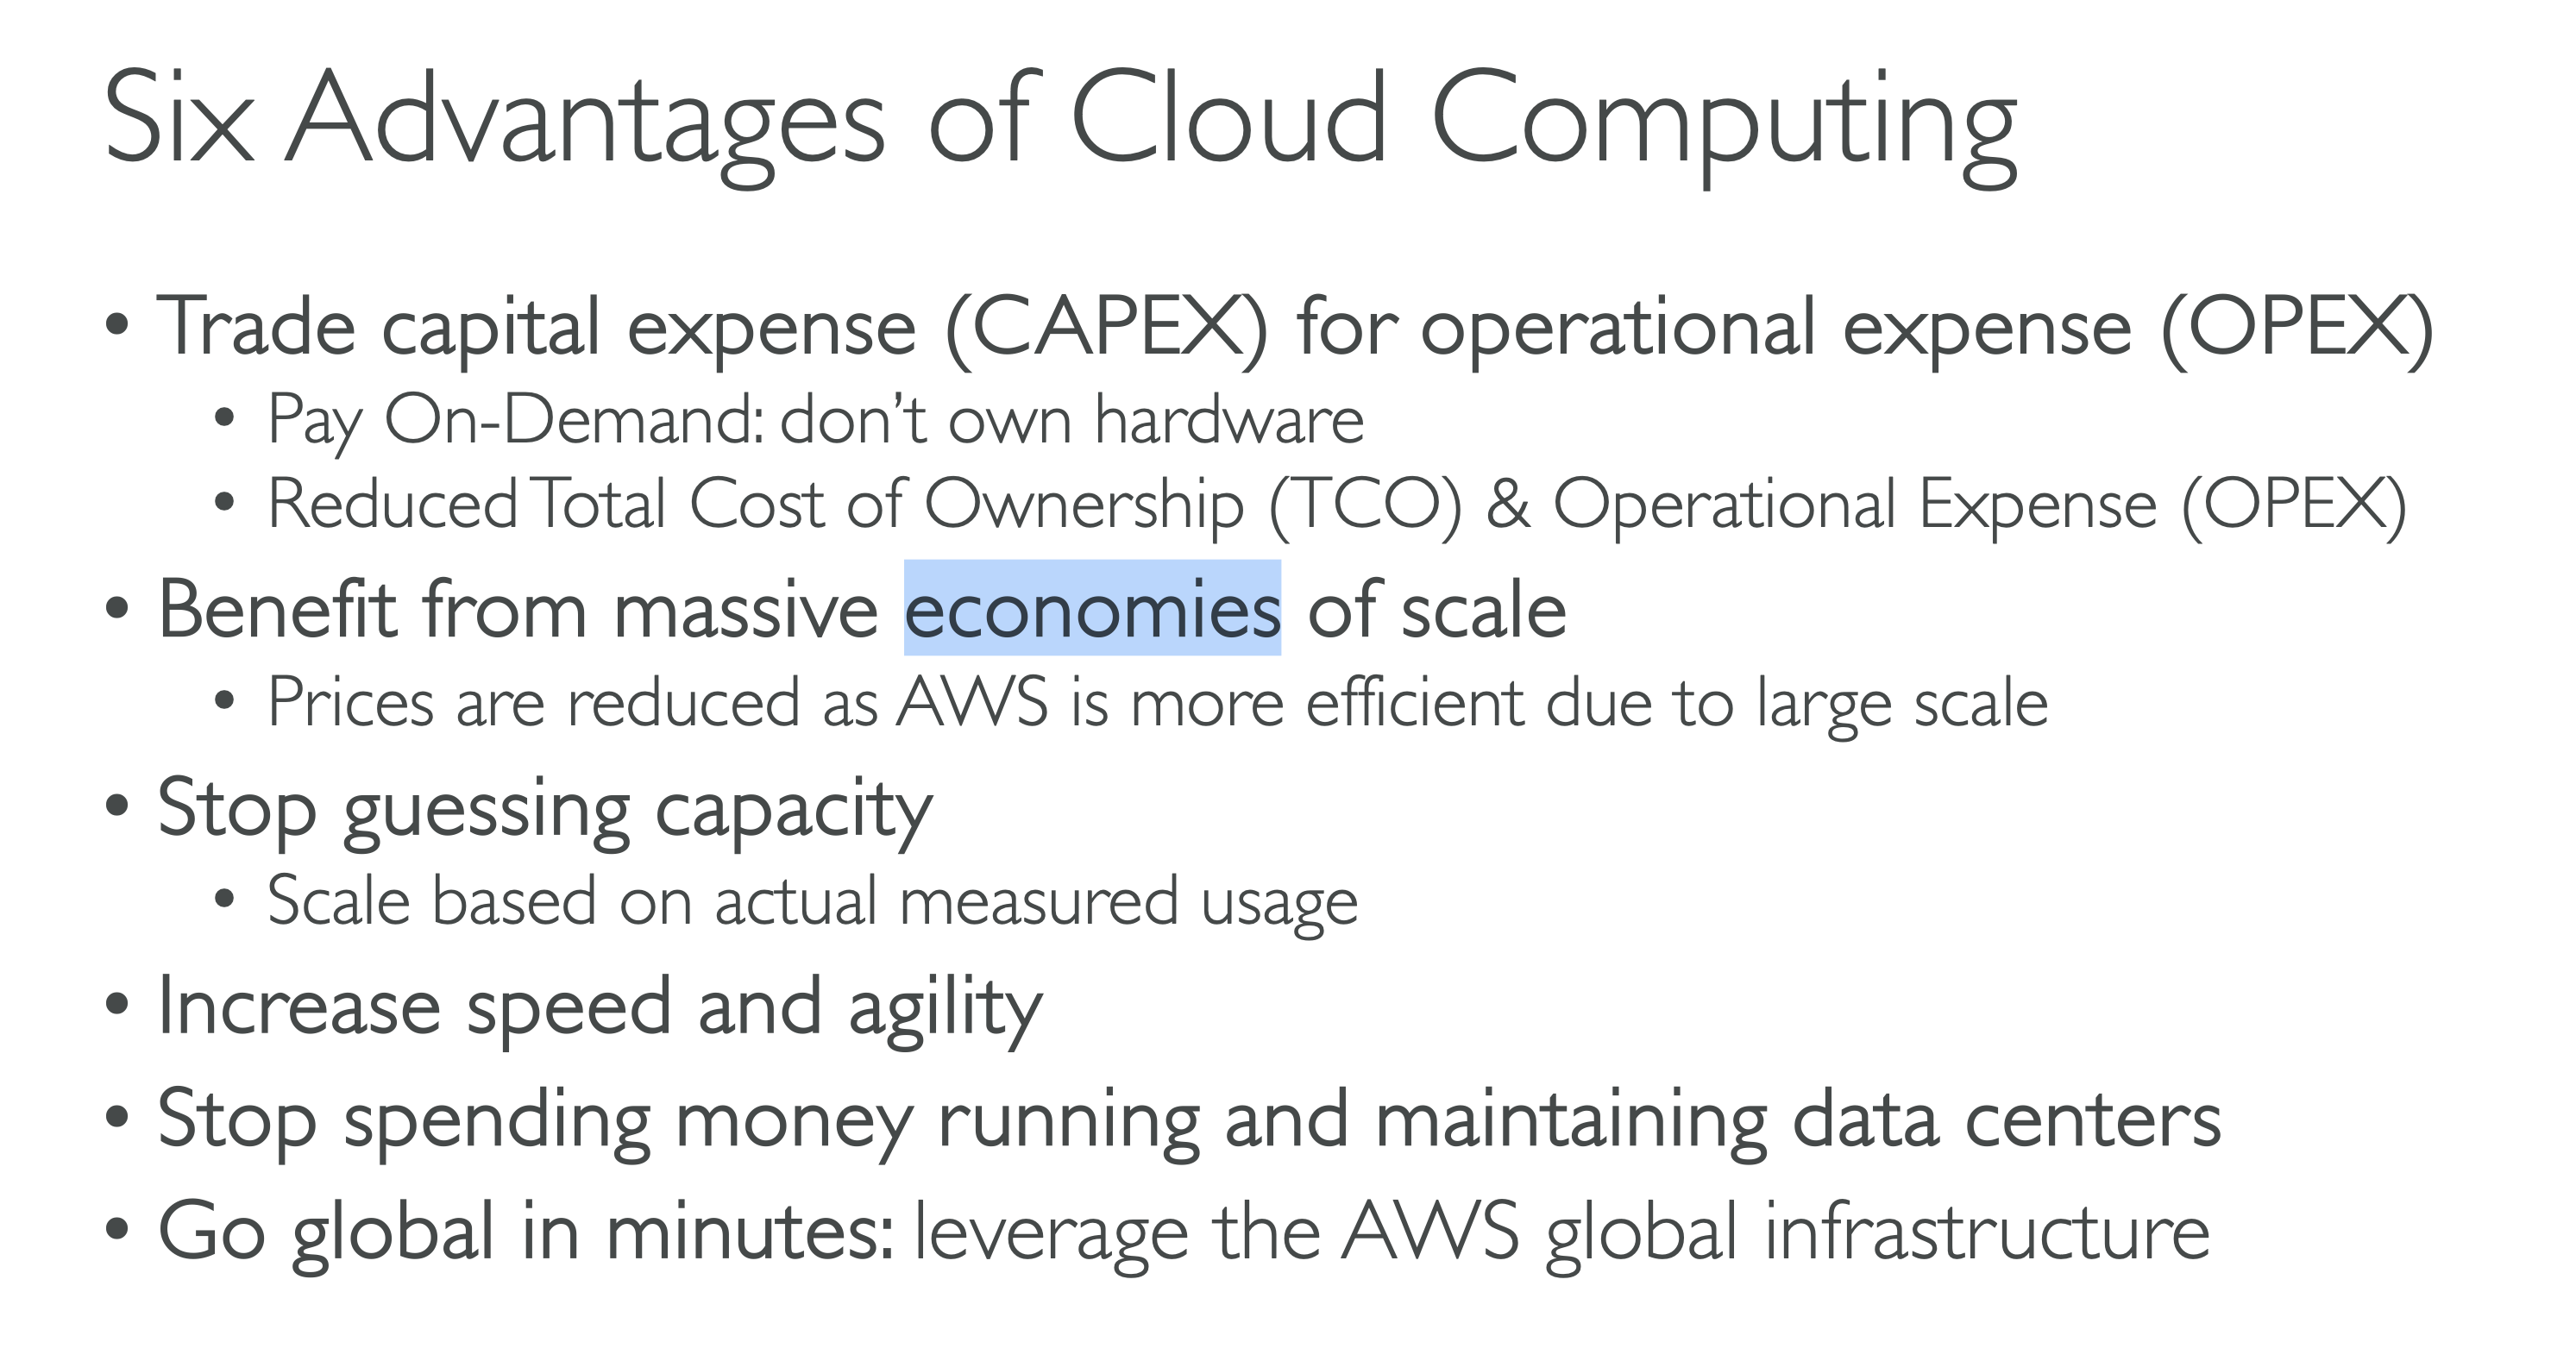 Six Advantages of Cloud Computing
• Trade capital expense (CAPEX) for operational expense (OPEX)
• Pay On-Demand: don’t own hardware
• Reduced Total Cost of Ownership (TCO) & Operational Expense (OPEX)
• Benefit from massive economies of scale
• Prices are reduced as AWS is more efficient due to large scale
• Stop guessing capacity
• Scale based on actual measured usage
• Increase speed and agility
• Stop spending money running and maintaining data centers
• Go global in minutes: leverage the AWS global infrastructure